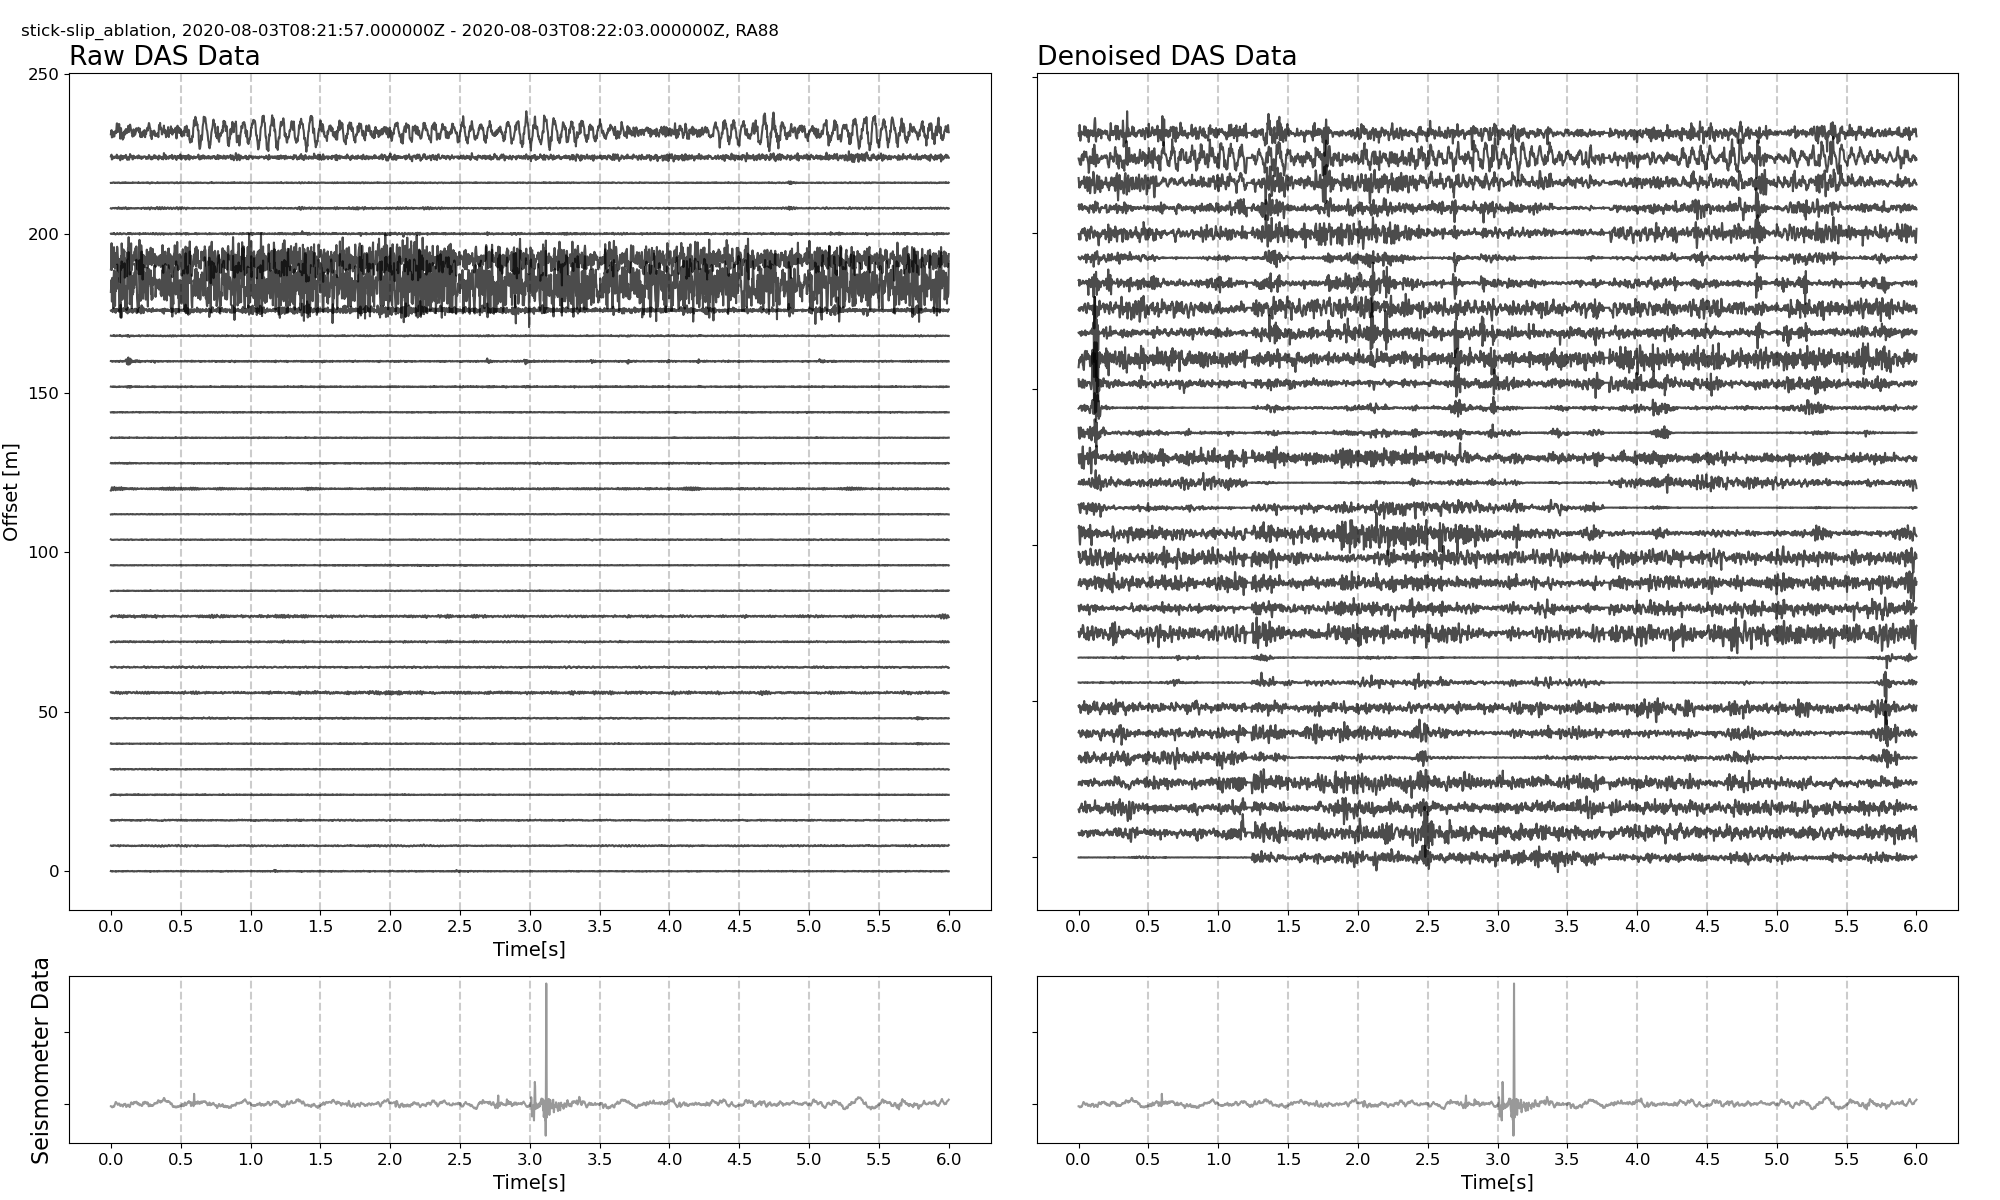 stick-slip_ablation, 2020-08-03T08:21:57.000000Z - 2020-08-03T08:22:03.000000Z, RA88
Raw DAS Data
Denoised DAS Data
250
200
150
100
50
0
Offset [m]
0.0 0.5 1.0 1.5 2.0 2.5 3.0 3.5 4.0 4.5 5.0 5.5 6.0
Time[s]
0.0 0.5 1.0 1.5 2.0 2.5 3.0 3.5 4.0 4.5 5.0 5.5 6.0
Seismometer Data
0.0 0.5 1.0 1.5 2.0 2.5 3.0 3.5 4.0 4.5 5.0 5.5 6.0
Time[s]
0.0 0.5 1.0 1.5 2.0 2.5 3.0 3.5 4.0 4.5 5.0 5.5 6.0
Time[s]